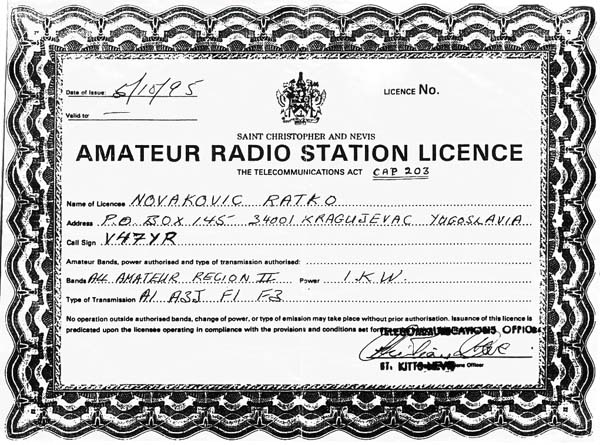 Date of Issue: 6/10/95 LICENCE No.
Valid to —
SAINT CHRISTOPHER AND NEVIS
AMATEUR RADIO STATION LICENCE
THE TELECOMMUNICATIONS ACT CAP 203
Name of Licencee NOVAKOVIC RATKO
Address P.O. BOX 145 34001 KRAGUJEVAC YUGOSLAVIA
Call Sign V47YR
Amateur Bands, power authorised and type of transmission authorised:
Bands ALL AMATEUR REGION II Power 1 K.W.
Type of Transmission A1 A3J F1 F3
No operation outside authorised bands, change of power, or type of emission may take place without prior authorisation. Issuance of this licence is
predicated upon the licensee operating in compliance with the provisions and conditions set for
TELECOMMUNICATIONS OFFICE
ST. KITTS-NEVIS Officer